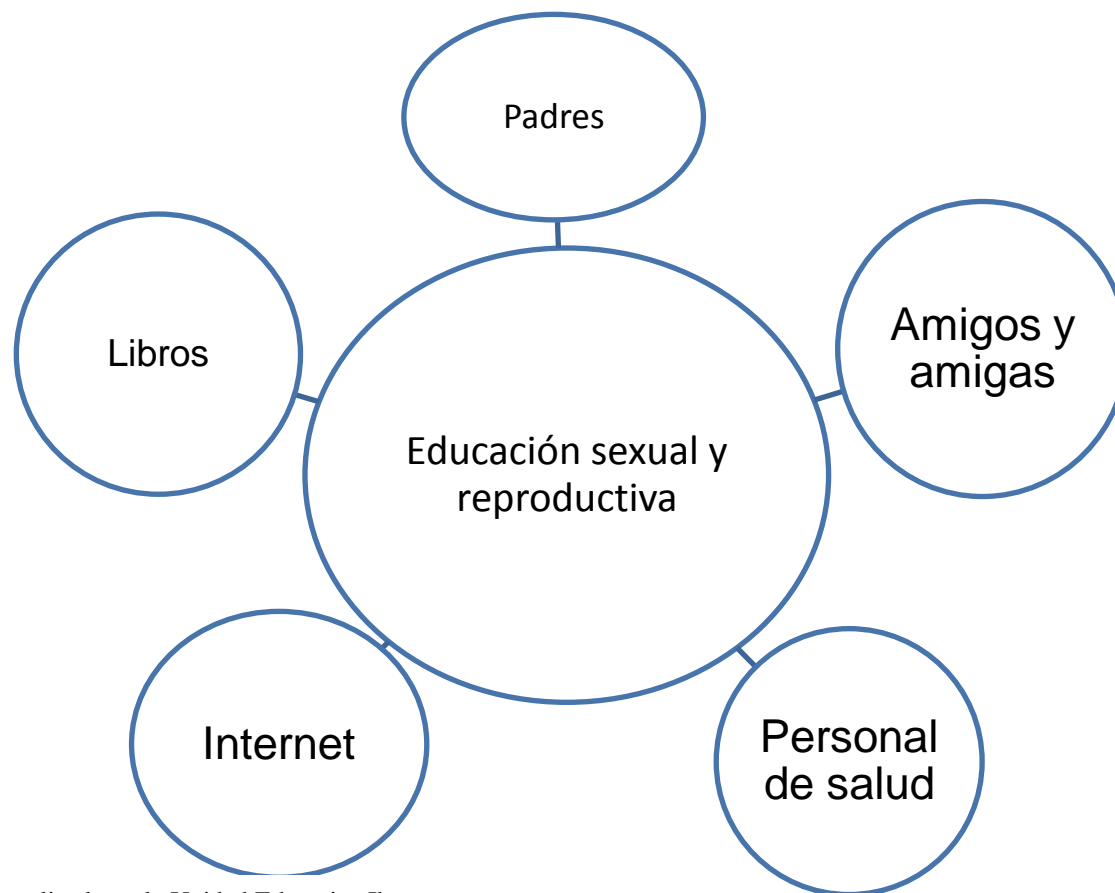 Padres
Amigos y
amigas
Libros
Educación sexual y
reproductiva
Internet
Personal
de salud